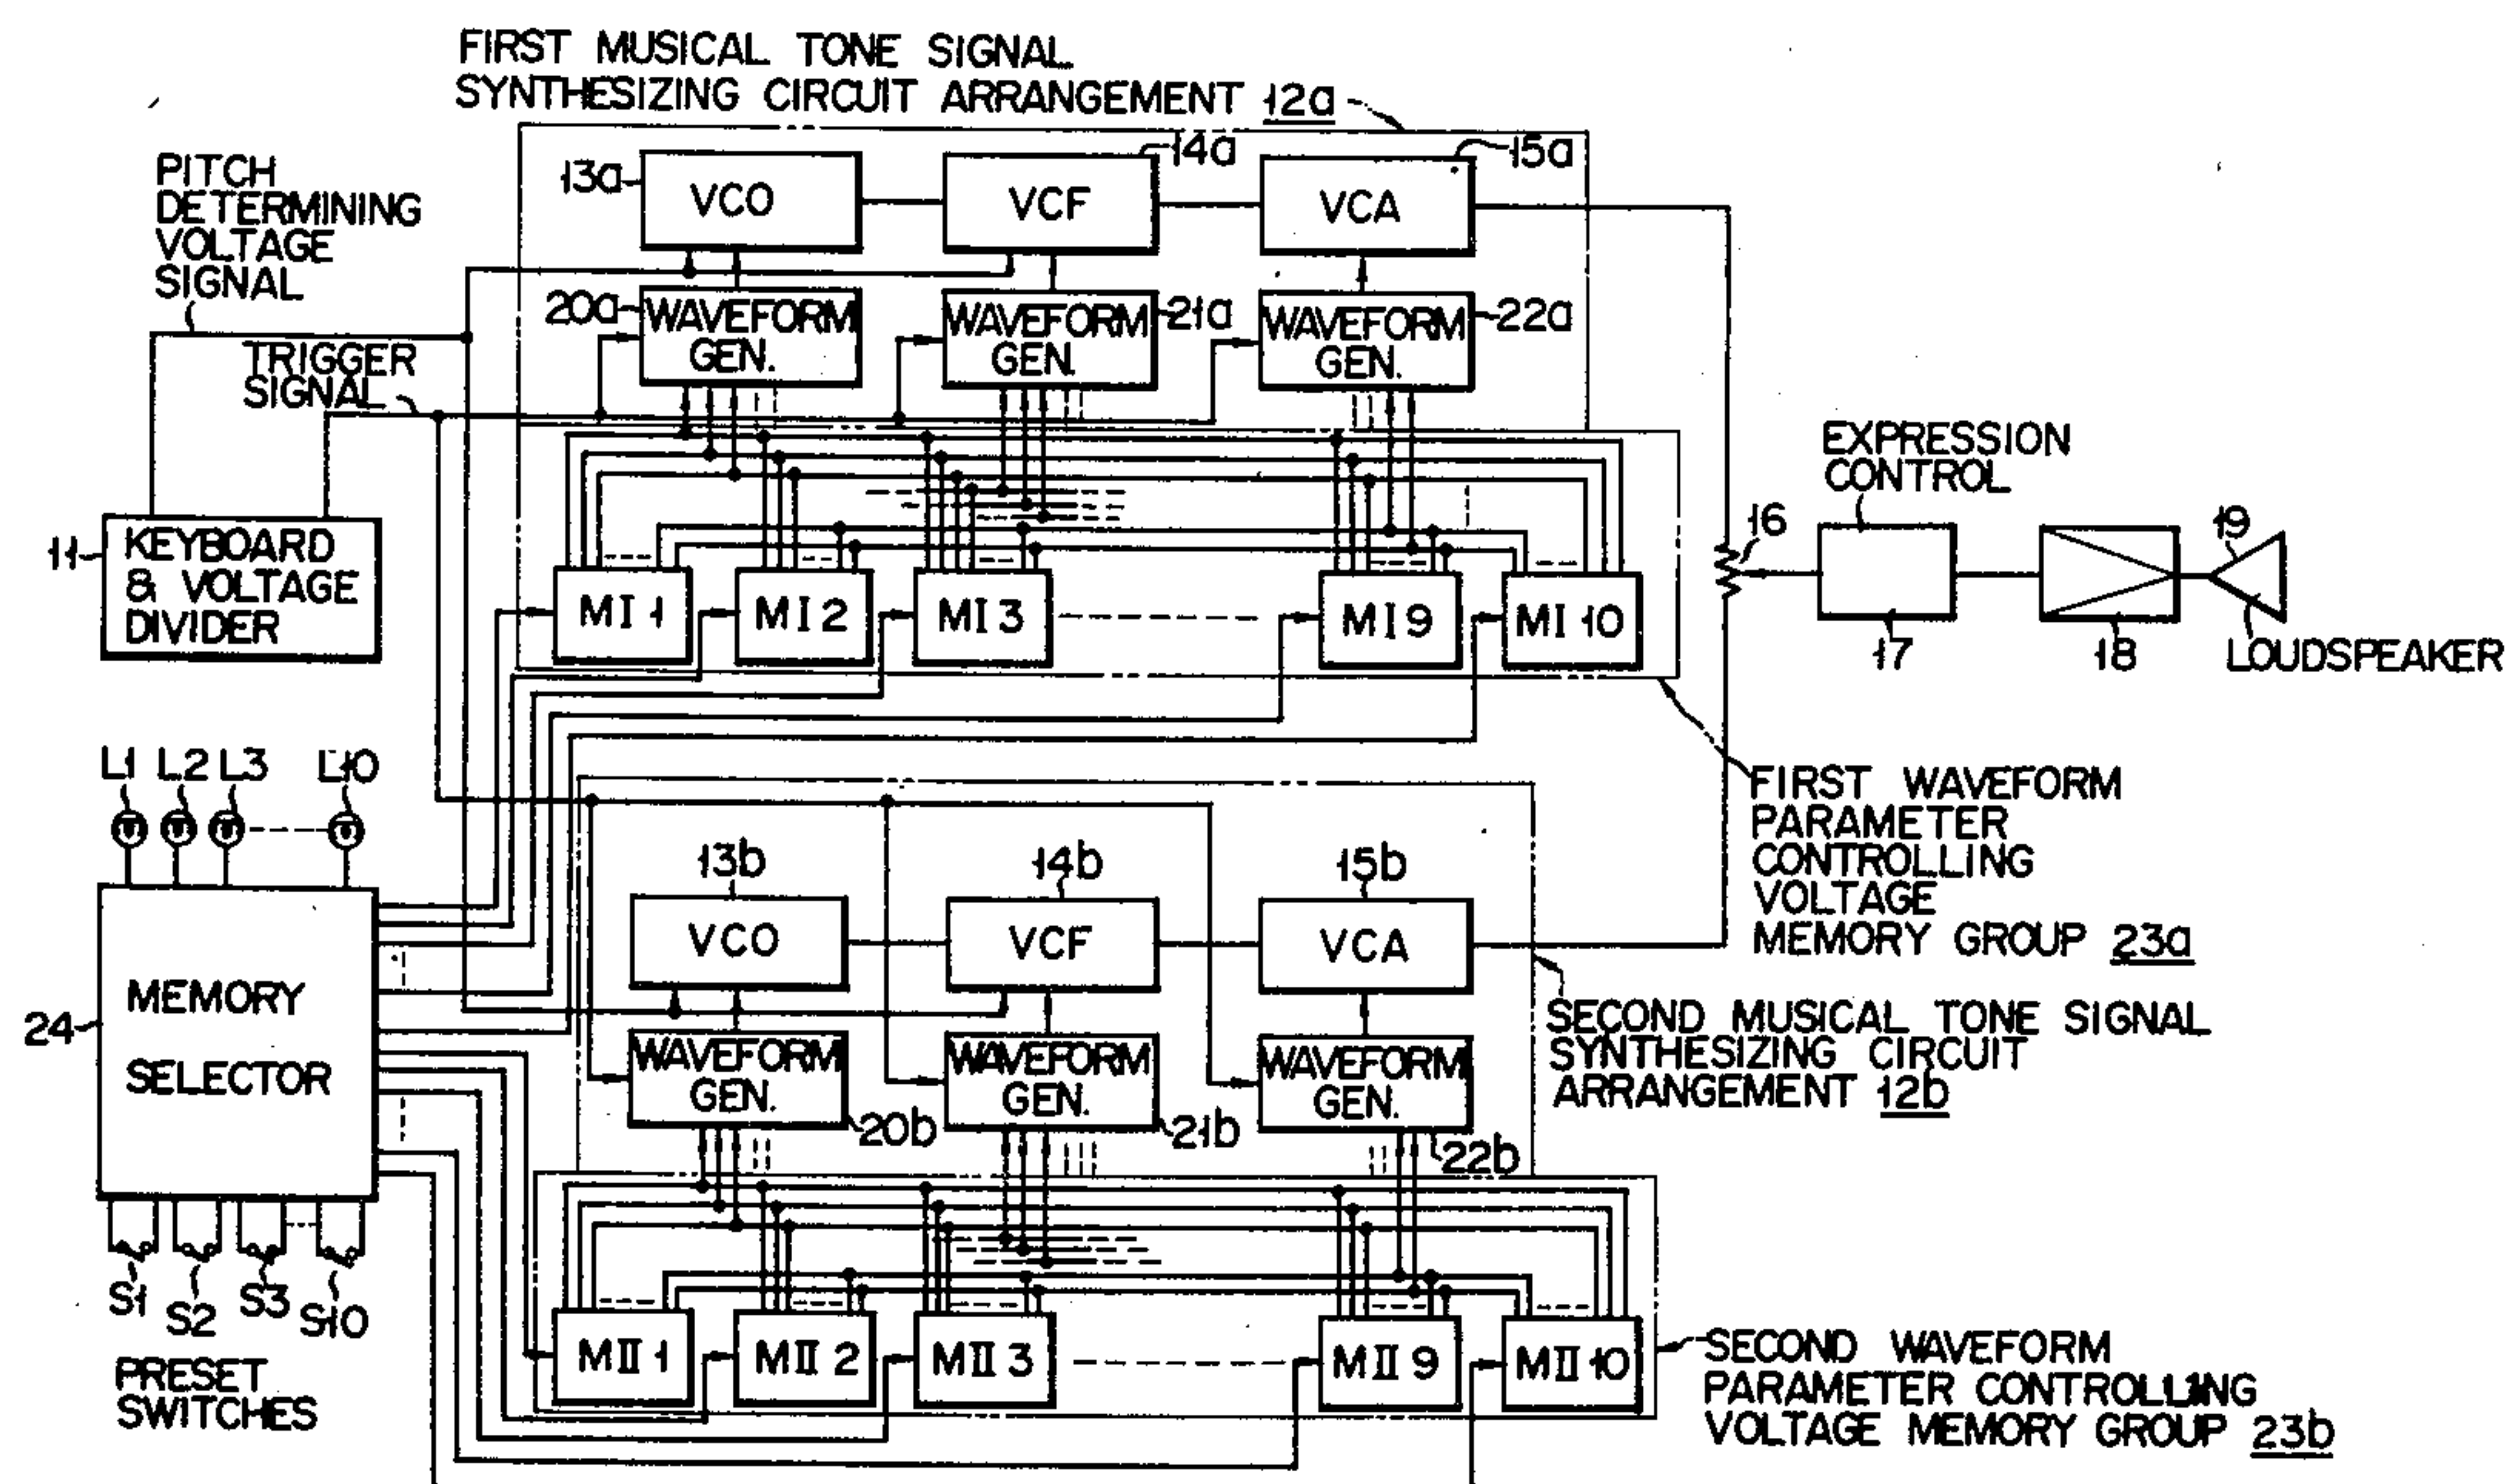 FIRST MUSICAL TONE SIGNAL
SYNTHESIZING CIRCUIT ARRANGEMENT 12a
PITCH
DETERMINING
VOLTAGE
SIGNAL
13a
VCO
14a
VCF
15a
VCA
20a
WAVEFORM
GEN.
21a
WAVEFORM
GEN.
22a
WAVEFORM
GEN.
TRIGGER
SIGNAL
11
KEYBOARD
& VOLTAGE
DIVIDER
MI 1
MI 2
MI 3
MI 9
MI 10
EXPRESSION
CONTROL
16
17
18
19
LOUDSPEAKER
L1 L2 L3 L10
FIRST WAVEFORM
PARAMETER
CONTROLLING
VOLTAGE
MEMORY GROUP 23a
13b
VCO
14b
VCF
15b
VCA
24
MEMORY
SELECTOR
WAVEFORM
GEN.
20b
WAVEFORM
GEN.
21b
WAVEFORM
GEN.
22b
SECOND MUSICAL TONE SIGNAL
SYNTHESIZING CIRCUIT
ARRANGEMENT 12b
S1 S2 S3 S10
PRESET
SWITCHES
MII 1
MII 2
MII 3
MII 9
MII 10
SECOND WAVEFORM
PARAMETER CONTROLLING
VOLTAGE MEMORY GROUP 23b